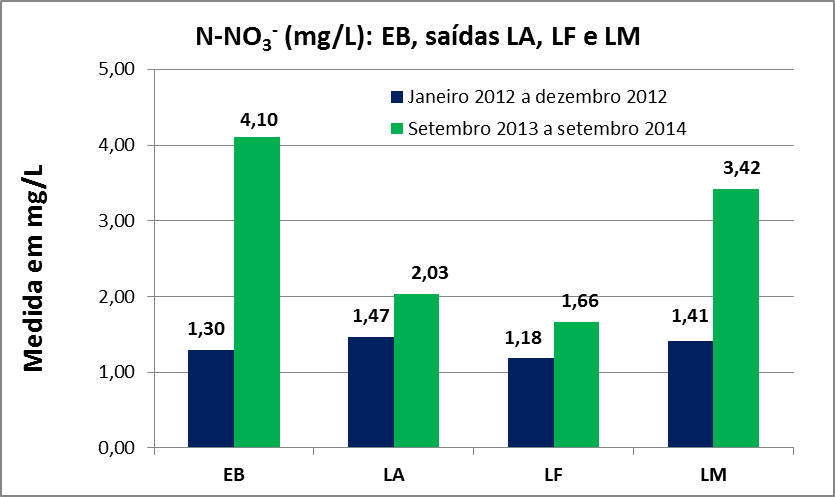 N-NO₃⁻ (mg/L): EB, saídas LA, LF e LM
Medida em mg/L
5,00
4,00
3,00
2,00
1,00
0,00
Janeiro 2012 a dezembro 2012
Setembro 2013 a setembro 2014
1,30
4,10
1,47
2,03
1,18
1,66
1,41
3,42
EB
LA
LF
LM